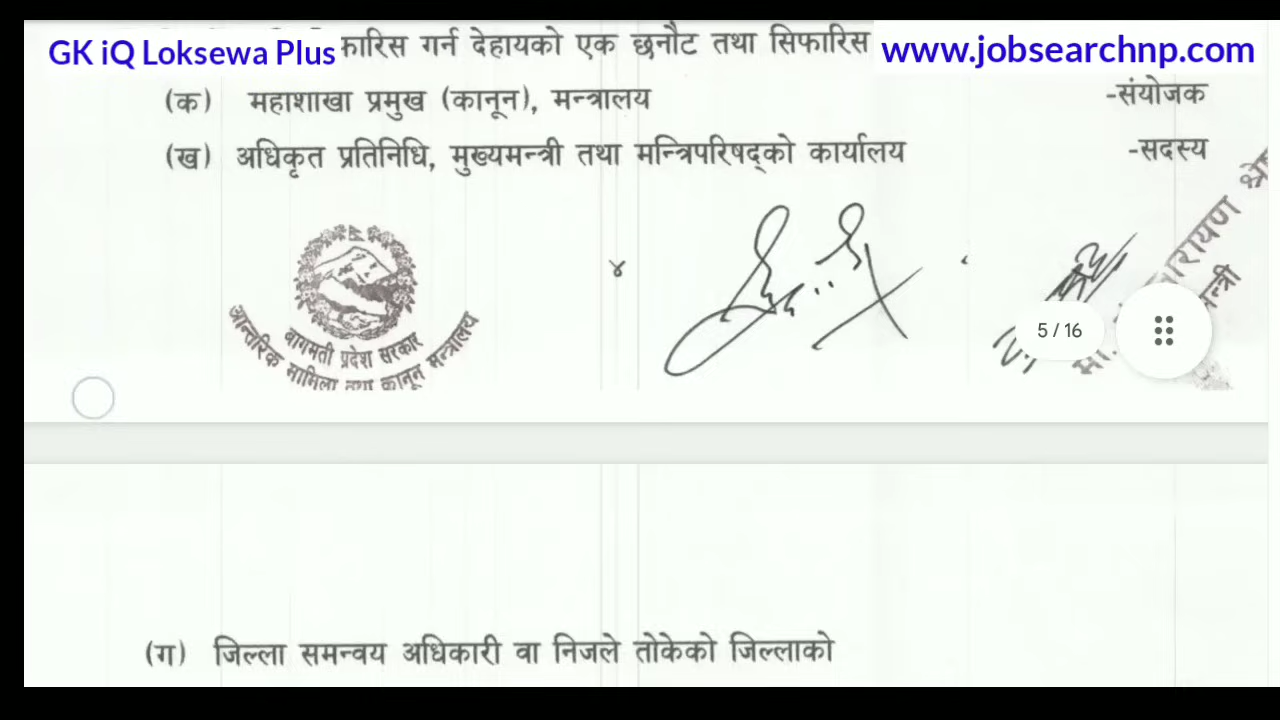 GK iQ Loksewa Plus
www.jobsearchnp.com
फारिस गर्न देहायको एक छनौट तथा सिफारिस
(क) महाशाखा प्रमुख (कानून), मन्त्रालय -संयोजक
(ख) अधिकृत प्रतिनिधि, मुख्यमन्त्री तथा मन्त्रिपरिषद्को कार्यालय -सदस्य
४
बागमती प्रदेश सरकार
आन्तरिक मामिला तथा कानून मन्त्रालय
5 / 16
(ग) जिल्ला समन्वय अधिकारी वा निजले तोकेको जिल्लाको